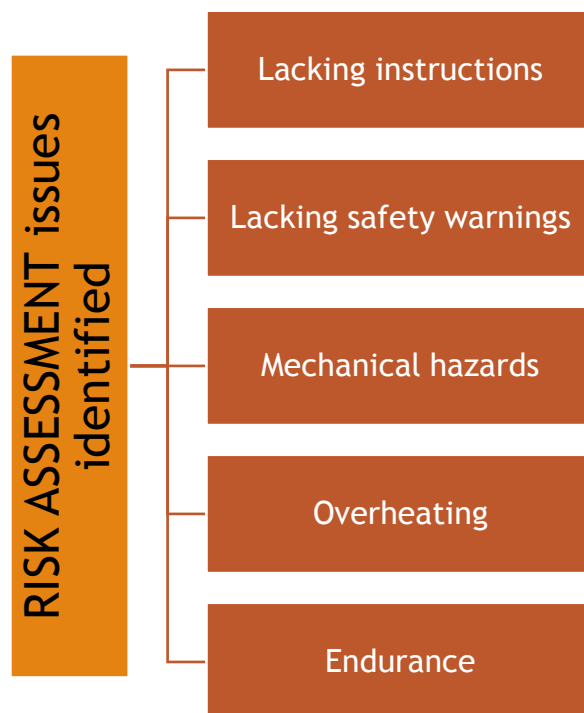 RISK ASSESSMENT issues
identified
Lacking instructions
Lacking safety warnings
Mechanical hazards
Overheating
Endurance